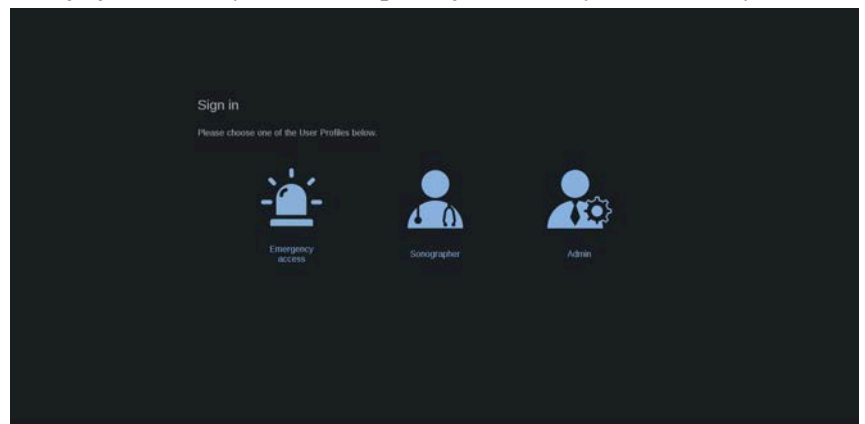 Sign in
Please choose one of the User Profiles below.
Emergency
access
Sonographer
Admin